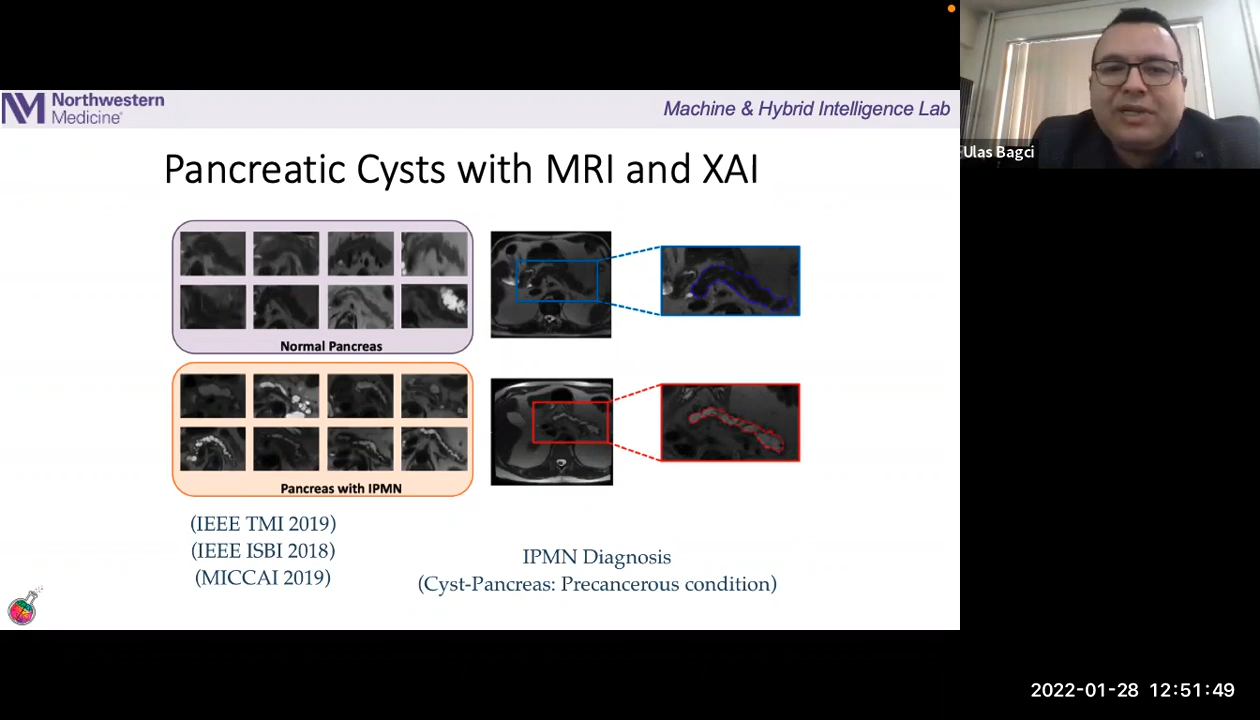 Northwestern
Medicine®
Machine & Hybrid Intelligence Lab
Ulas Bagci
Pancreatic Cysts with MRI and XAI
Normal Pancreas
Pancreas with IPMN
(IEEE TMI 2019)
(IEEE ISBI 2018)
(MICCAI 2019)
IPMN Diagnosis
(Cyst-Pancreas: Precancerous condition)
2022-01-28 12:51:49